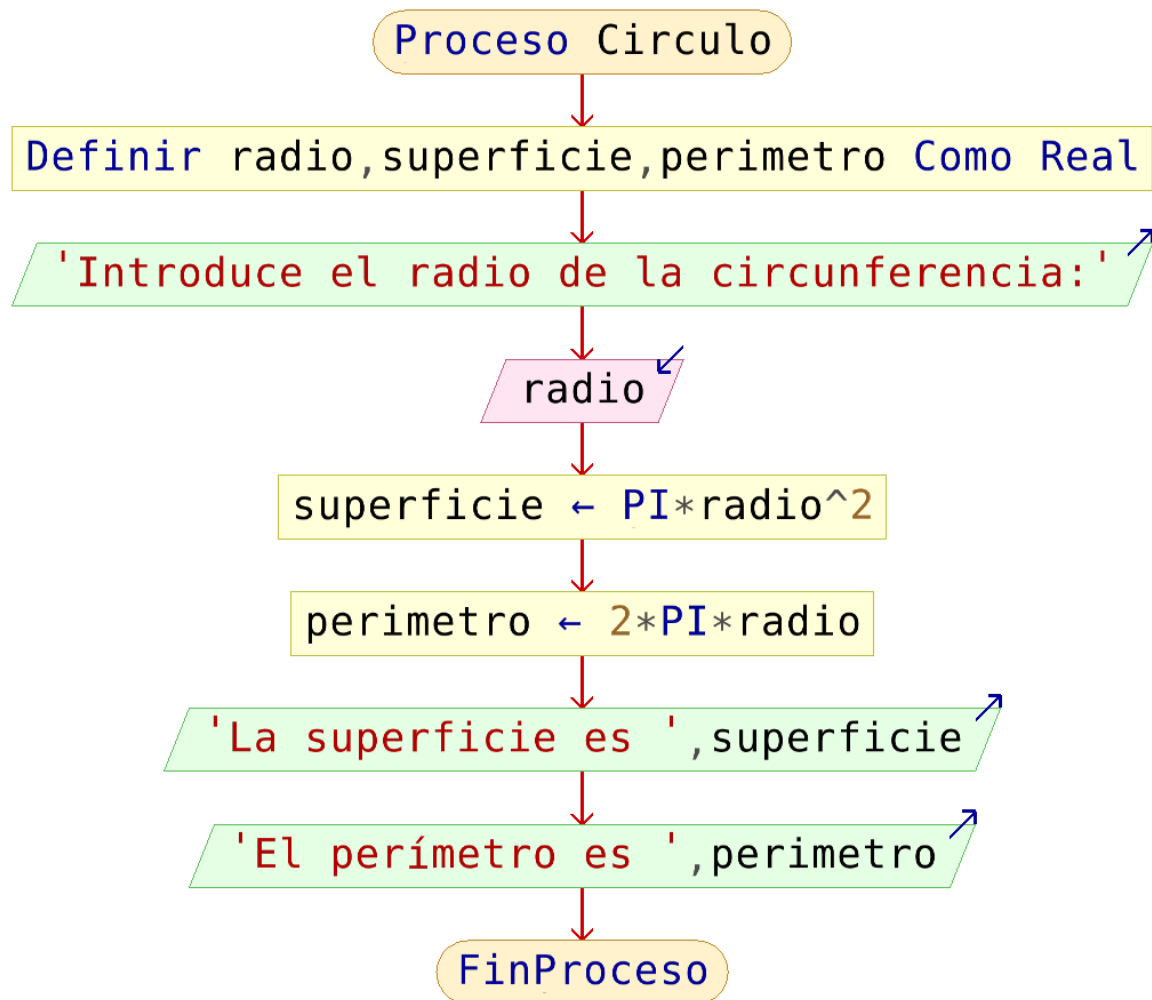 Proceso Circulo
Definir radio,superficie,perimetro Como Real
'Introduce el radio de la circunferencia:'
radio
superficie ← PI*radio^2
perimetro ← 2*PI*radio
'La superficie es ',superficie
'El perímetro es ',perimetro
FinProceso